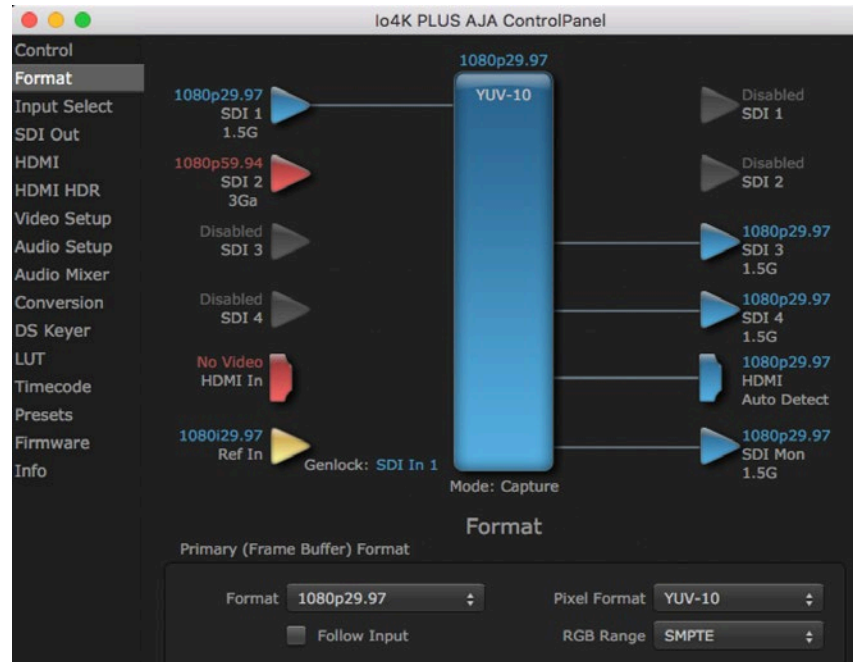 Io4K PLUS AJA ControlPanel
Control
Format
Input Select
SDI Out
HDMI
HDMI HDR
Video Setup
Audio Setup
Audio Mixer
Conversion
DS Keyer
LUT
Timecode
Presets
Firmware
Info
1080p29.97
SDI 1
1.5G
1080p59.94
SDI 2
3Ga
Disabled
SDI 3
Disabled
SDI 4
No Video
HDMI In
1080i29.97
Ref In
Genlock: SDI In 1
1080p29.97
YUV-10
Mode: Capture
Disabled
SDI 1
Disabled
SDI 2
1080p29.97
SDI 3
1.5G
1080p29.97
SDI 4
1.5G
1080p29.97
HDMI
Auto Detect
1080p29.97
SDI Mon
1.5G
Format
Primary (Frame Buffer) Format
Format 1080p29.97
Pixel Format YUV-10
Follow Input
RGB Range SMPTE